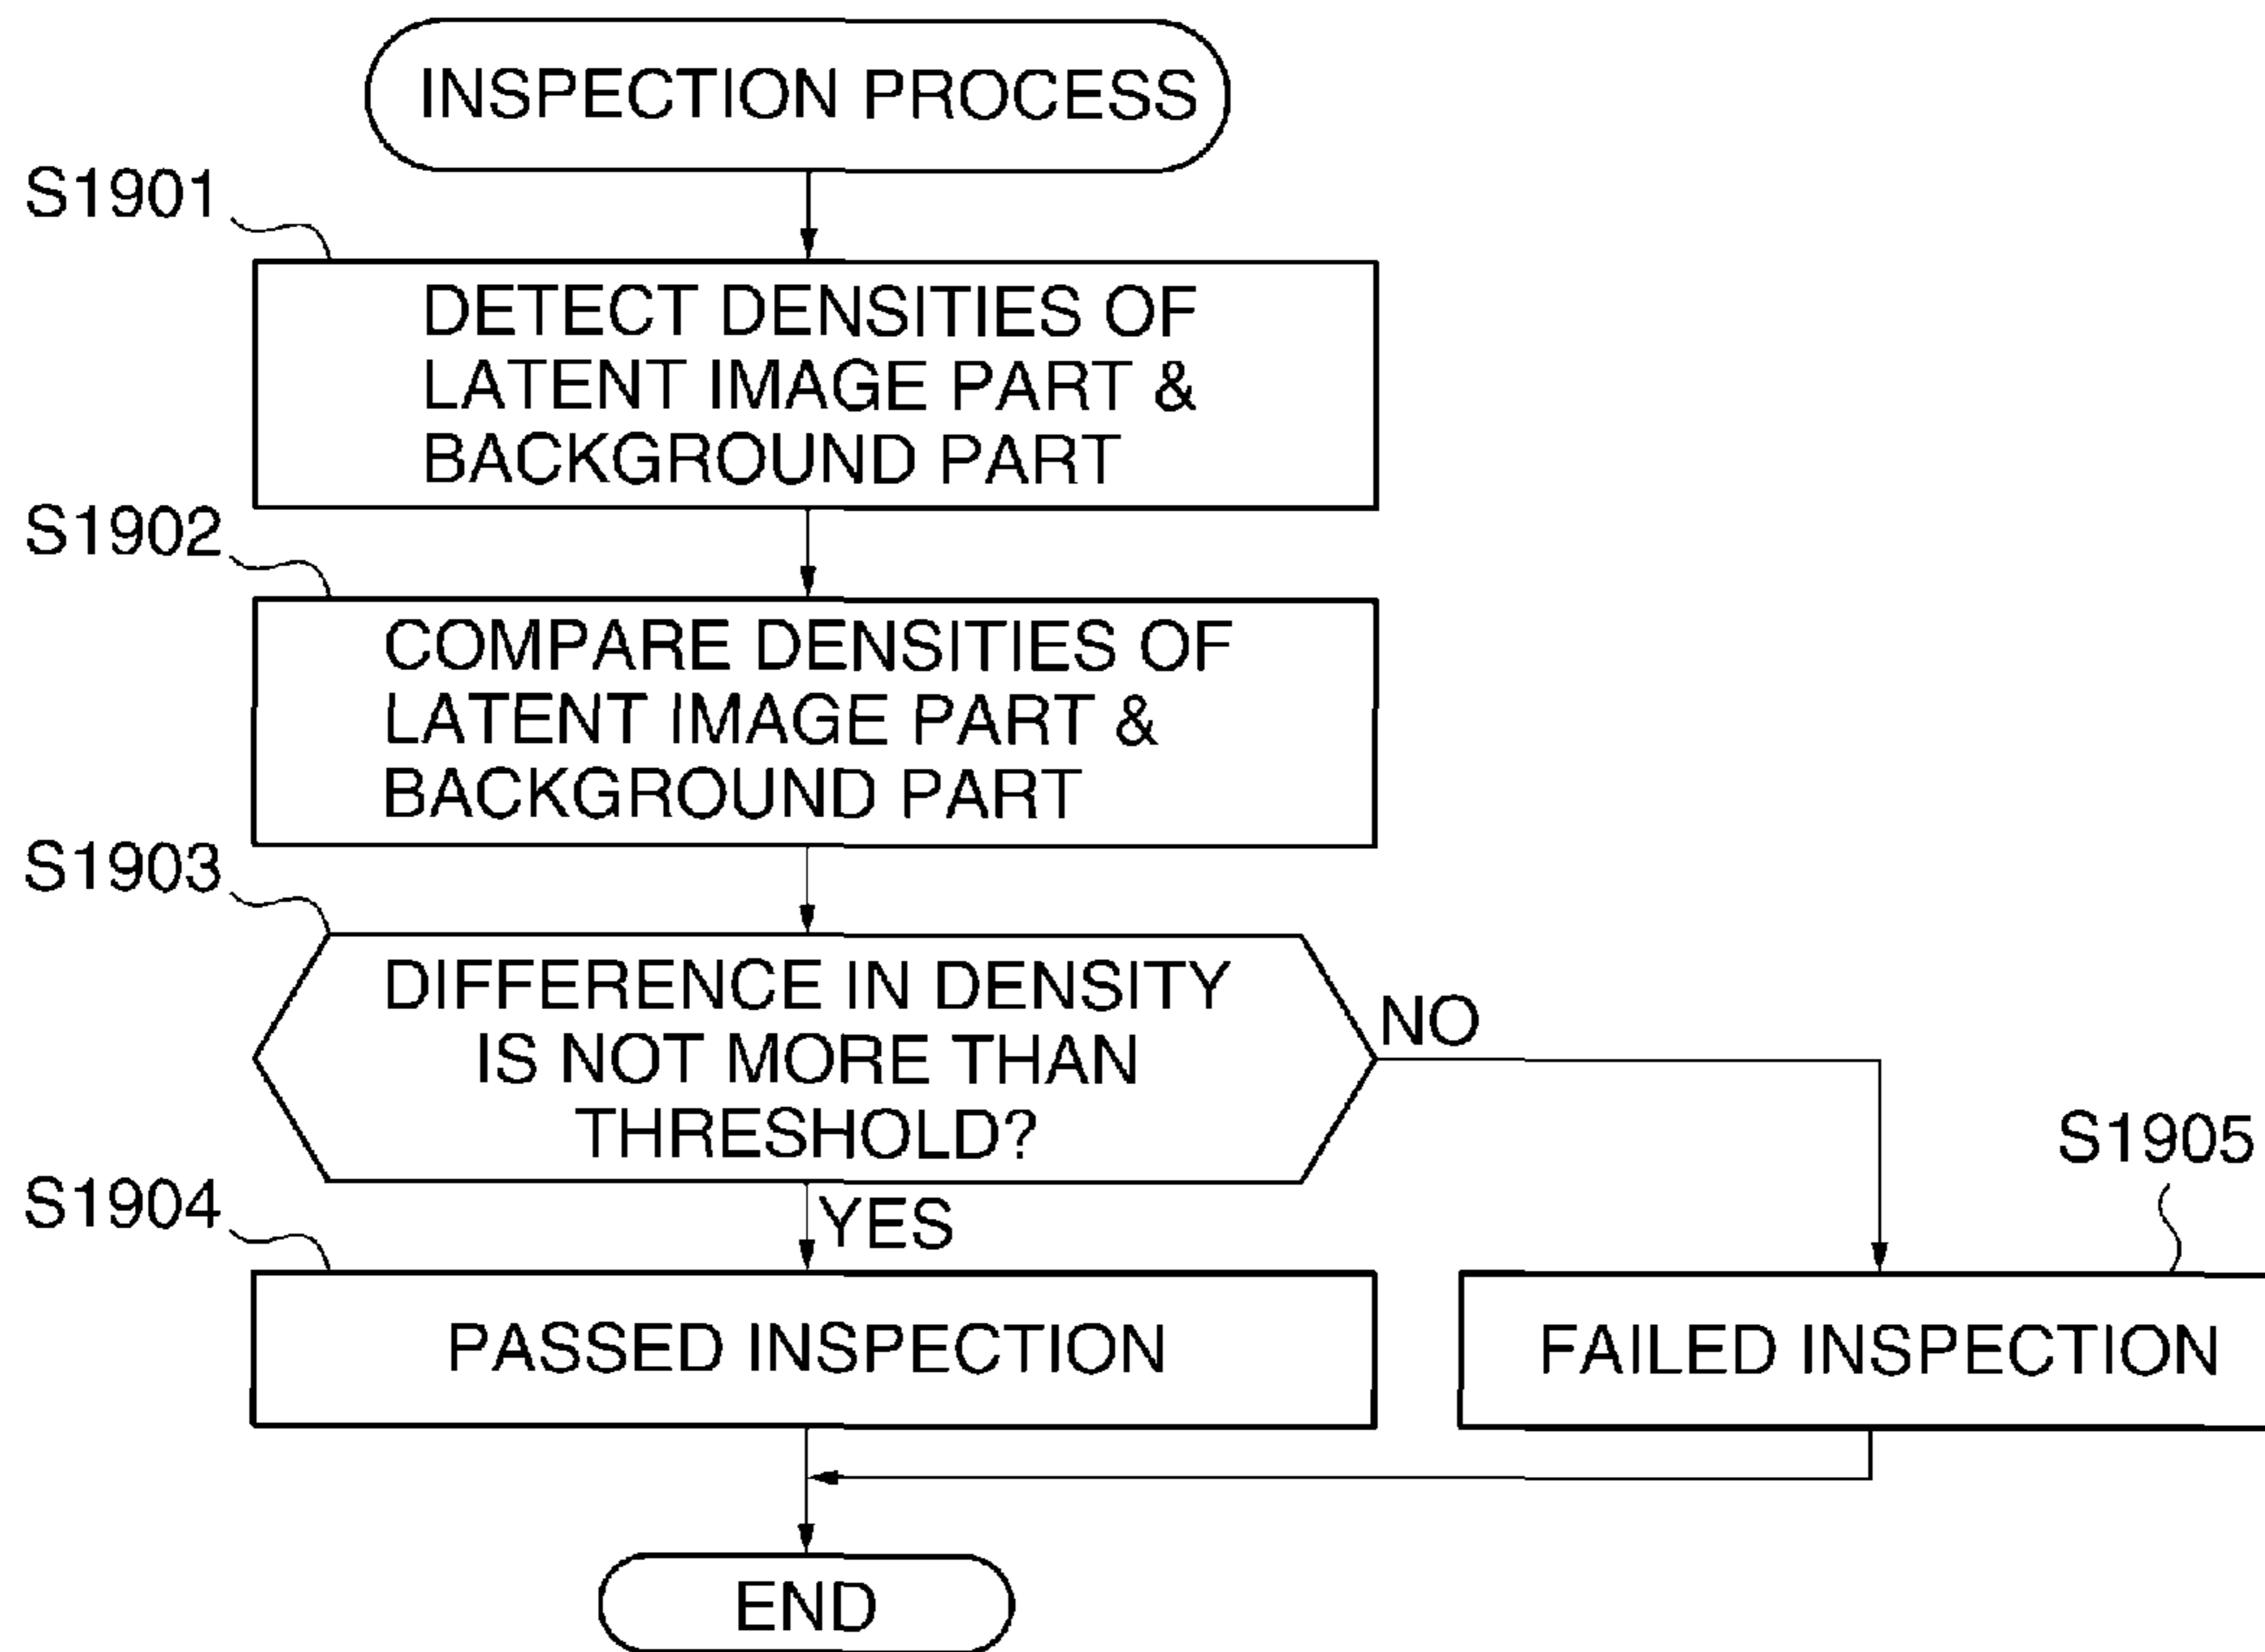 INSPECTION PROCESS
S1901
DETECT DENSITIES OF
LATENT IMAGE PART &
BACKGROUND PART
S1902
COMPARE DENSITIES OF
LATENT IMAGE PART &
BACKGROUND PART
S1903
DIFFERENCE IN DENSITY
IS NOT MORE THAN
THRESHOLD?
NO
S1904
YES
S1905
PASSED INSPECTION
FAILED INSPECTION
END